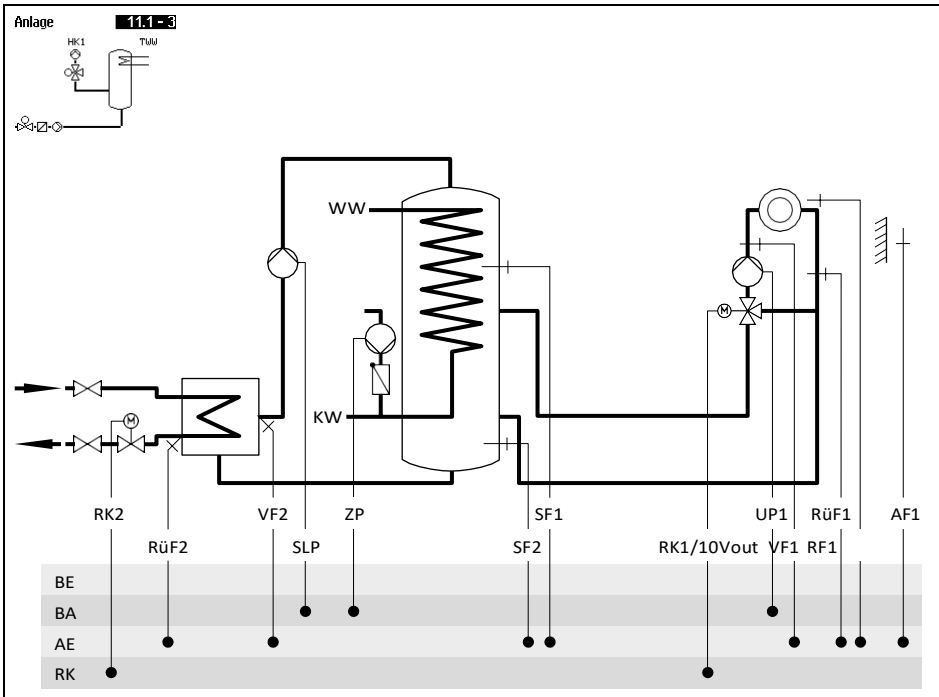 Anlage 11.1 - 3
HK1 TWW
WW
M
KW
M
RK2 VF2 ZP SF1 UP1 RüF1 AF1
RüF2 SLP SF2 RK1/10Vout VF1 RF1
BE
BA
AE
RK